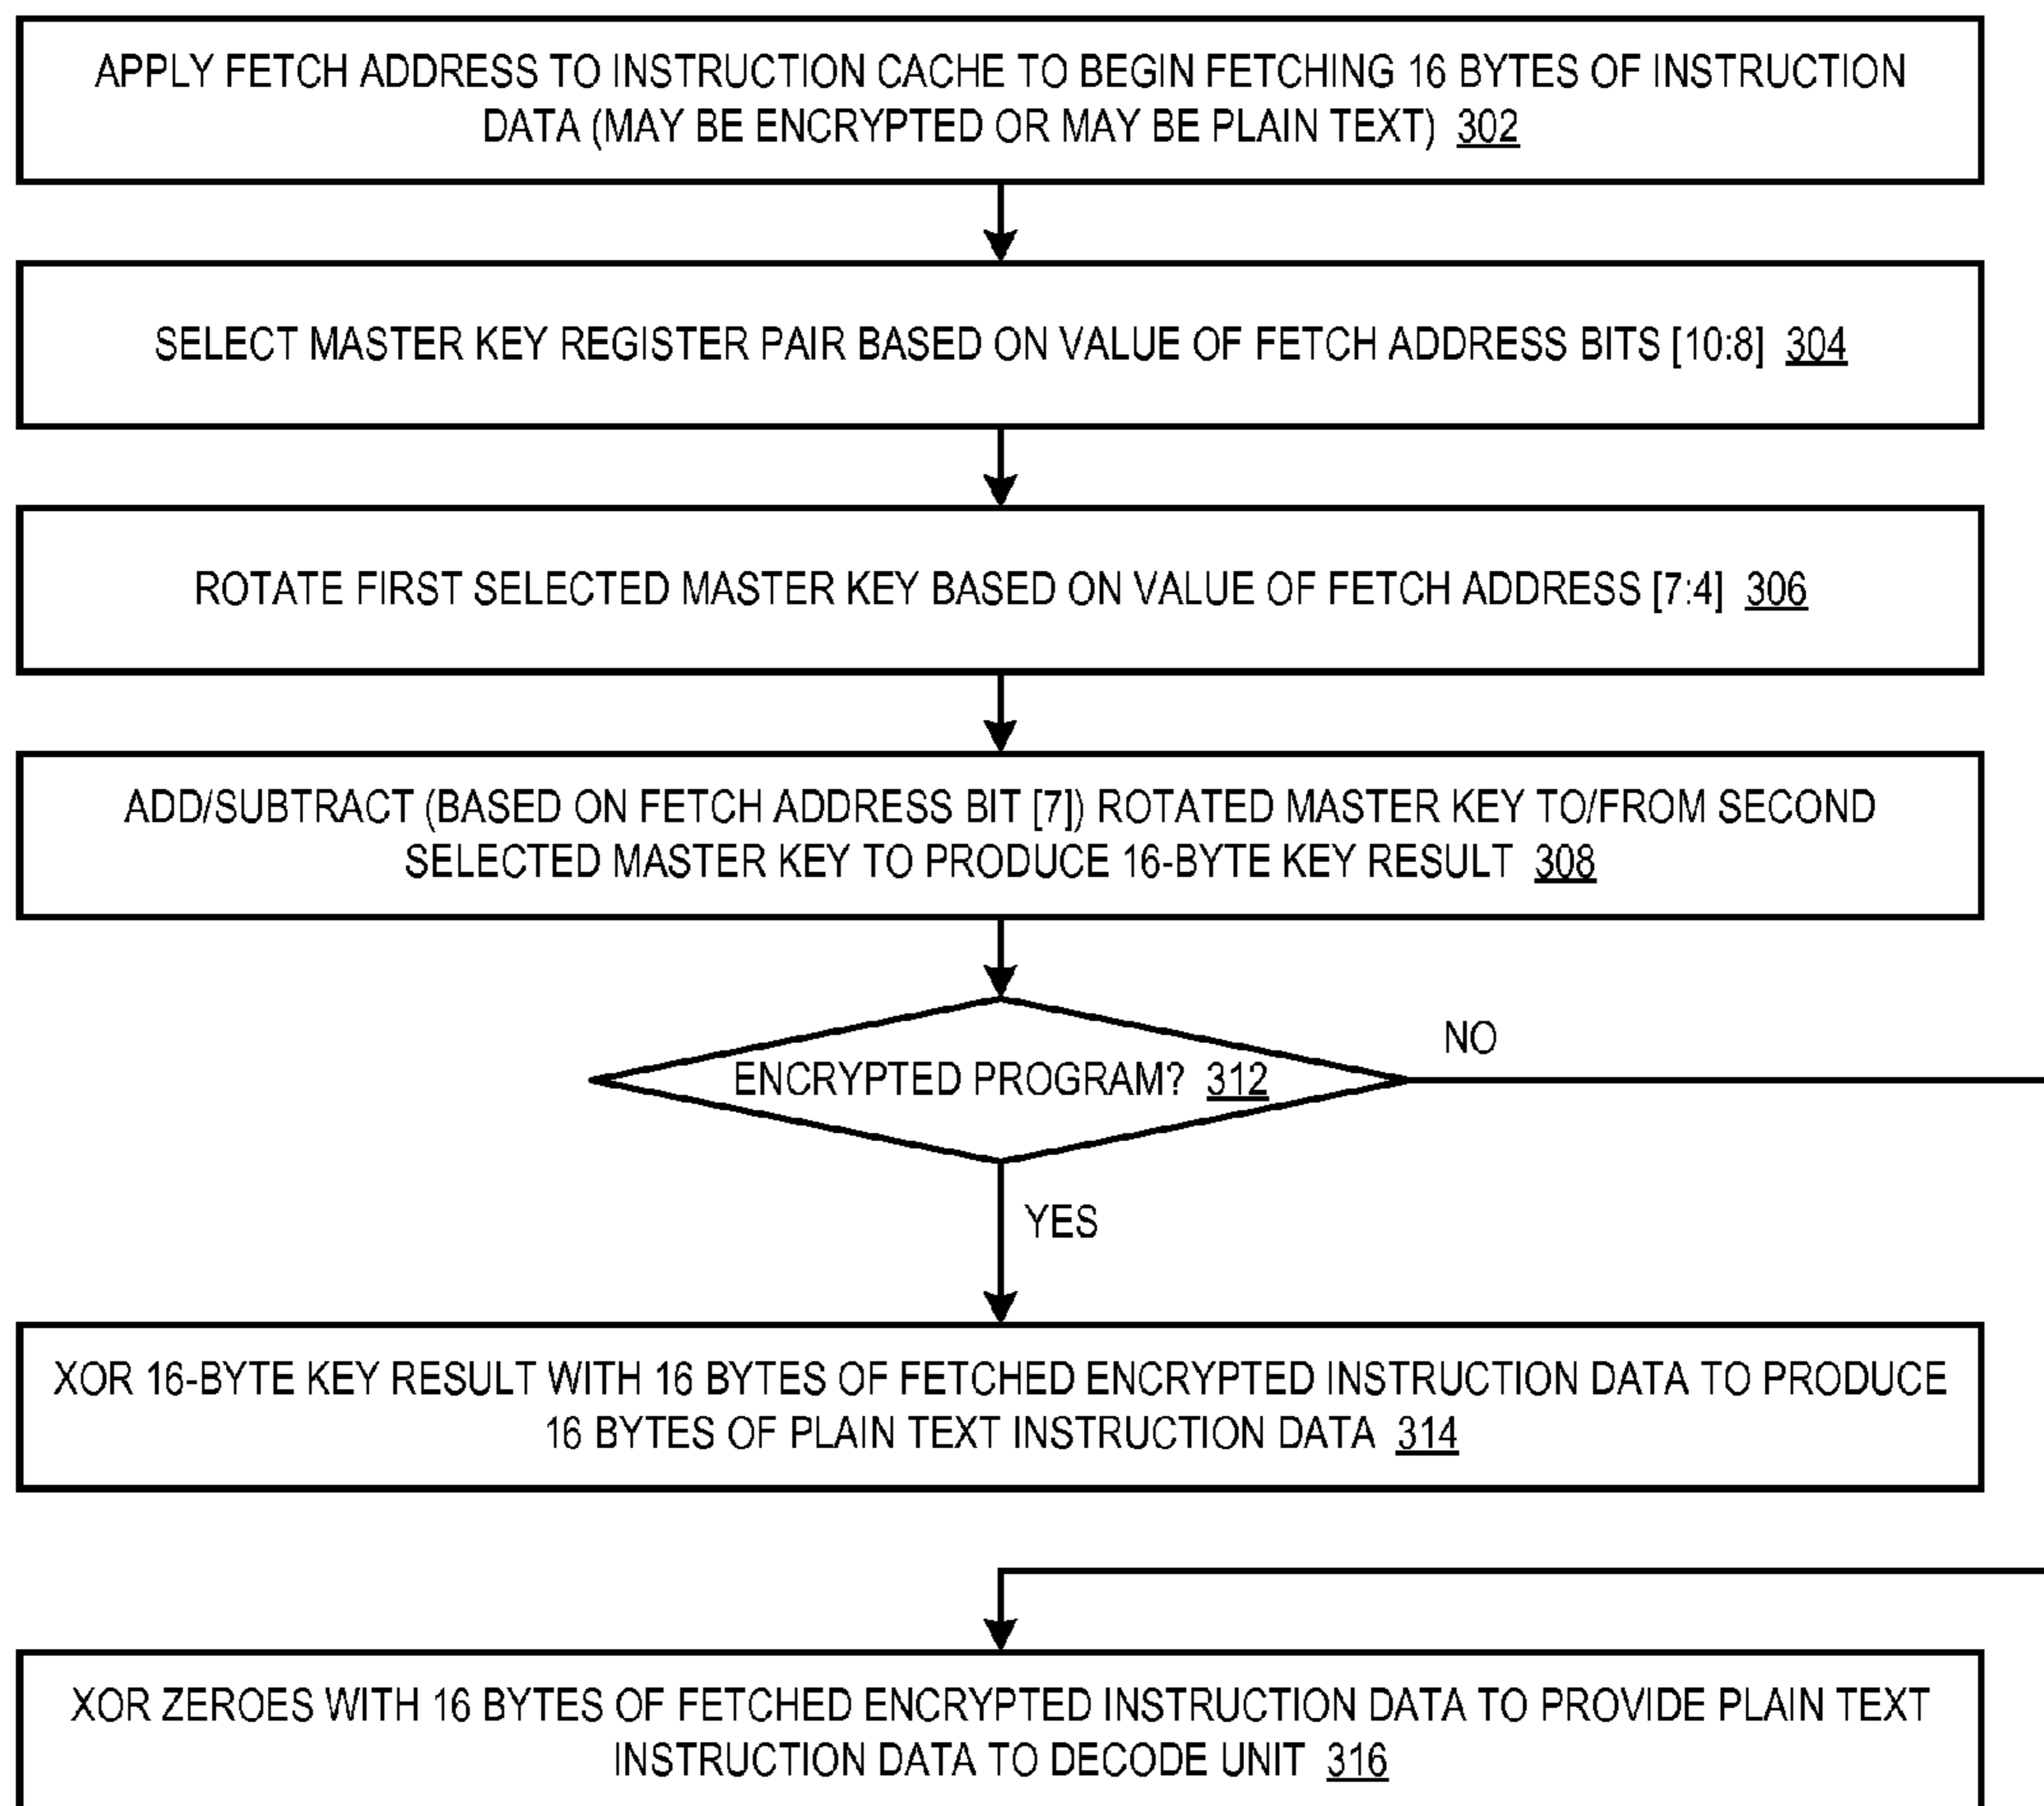 APPLY FETCH ADDRESS TO INSTRUCTION CACHE TO BEGIN FETCHING 16 BYTES OF INSTRUCTION
DATA (MAY BE ENCRYPTED OR MAY BE PLAIN TEXT) 302
SELECT MASTER KEY REGISTER PAIR BASED ON VALUE OF FETCH ADDRESS BITS [10:8] 304
ROTATE FIRST SELECTED MASTER KEY BASED ON VALUE OF FETCH ADDRESS [7:4] 306
ADD/SUBTRACT (BASED ON FETCH ADDRESS BIT [7]) ROTATED MASTER KEY TO/FROM SECOND
SELECTED MASTER KEY TO PRODUCE 16-BYTE KEY RESULT 308
NO
ENCRYPTED PROGRAM? 312
YES
XOR 16-BYTE KEY RESULT WITH 16 BYTES OF FETCHED ENCRYPTED INSTRUCTION DATA TO PRODUCE
16 BYTES OF PLAIN TEXT INSTRUCTION DATA 314
XOR ZEROES WITH 16 BYTES OF FETCHED ENCRYPTED INSTRUCTION DATA TO PROVIDE PLAIN TEXT
INSTRUCTION DATA TO DECODE UNIT 316